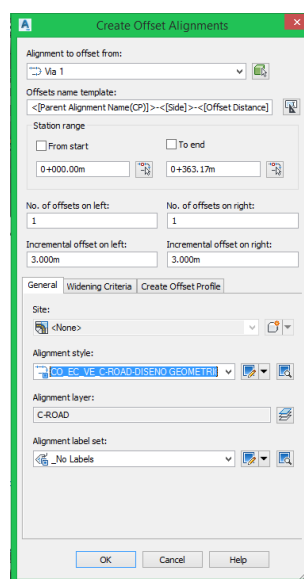 Create Offset Alignments
Alignment to offset from:
Via 1
Offsets name template:
<[Parent Alignment Name(CP)]>-<[Side]>-<[Offset Distance]
Station range
From start
To end
0+000.00m
0+363.17m
No. of offsets on left:
No. of offsets on right:
1
1
Incremental offset on left:
Incremental offset on right:
3.000m
3.000m
General
Widening Criteria
Create Offset Profile
Site:
<None>
Alignment style:
CO_EC_VE_C-ROAD-DISENO GEOMETRI
Alignment layer:
C-ROAD
Alignment label set:
_No Labels
OK
Cancel
Help